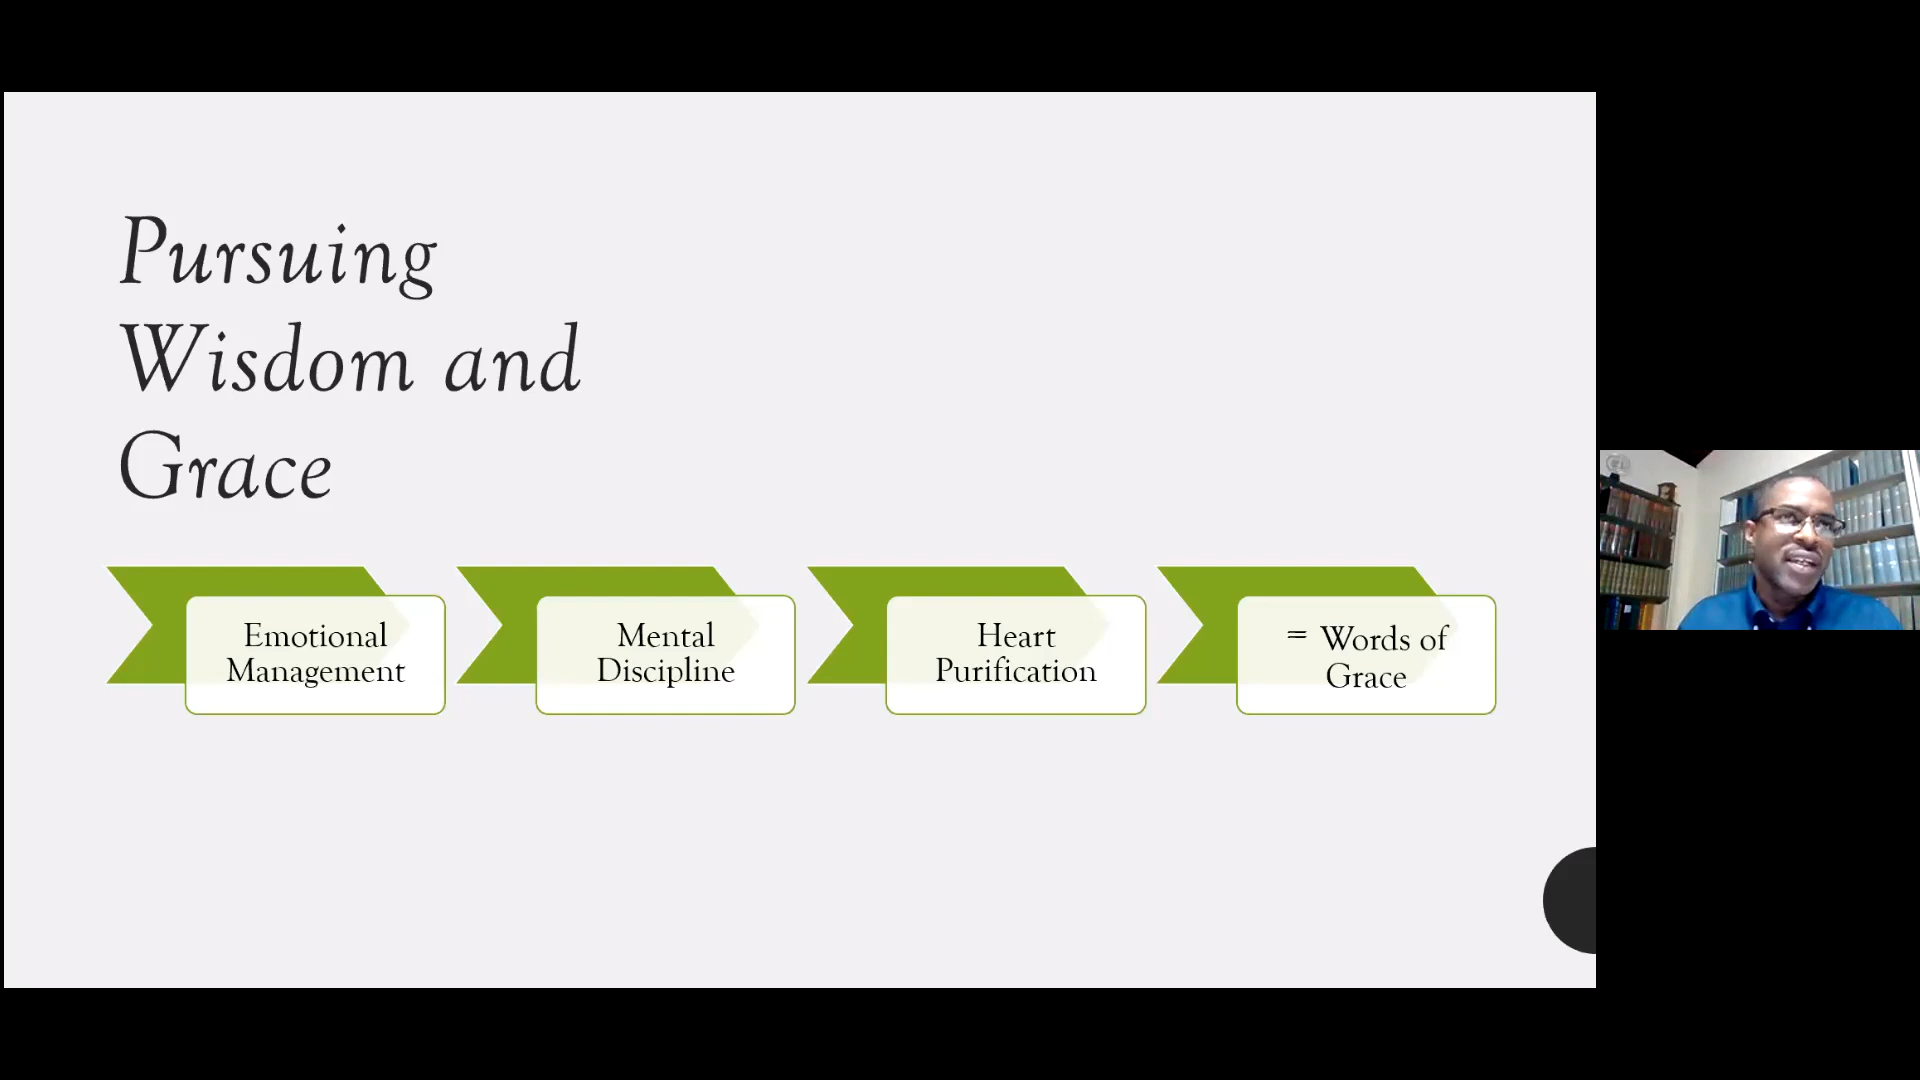 Pursuing
Wisdom and
Grace
Emotional
Management
Mental
Discipline
Heart
Purification
= Words of
Grace